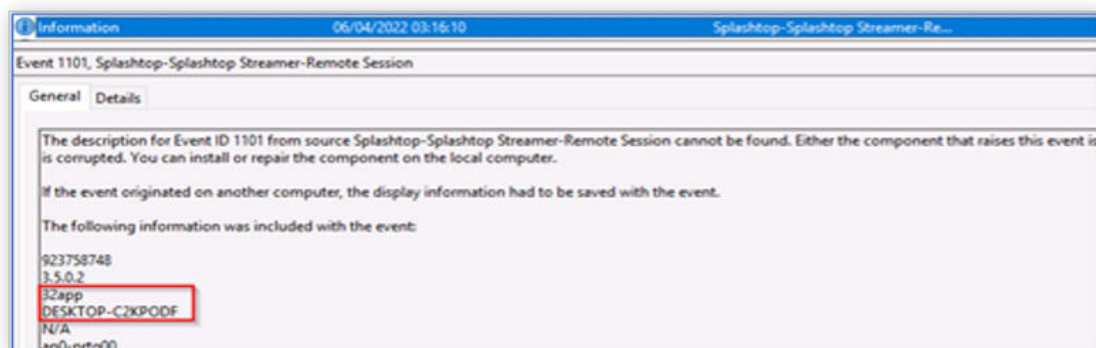 Information 06/04/2022 03:16:10 Splashtop-Splashtop Streamer-Re...
Event 1101, Splashtop-Splashtop Streamer-Remote Session
General Details
The description for Event ID 1101 from source Splashtop-Splashtop Streamer-Remote Session cannot be found. Either the component that raises this event is
is corrupted. You can install or repair the component on the local computer.
If the event originated on another computer, the display information had to be saved with the event.
The following information was included with the event:
923758748
3.5.0.2
32app
DESKTOP-C2KPODF
N/A